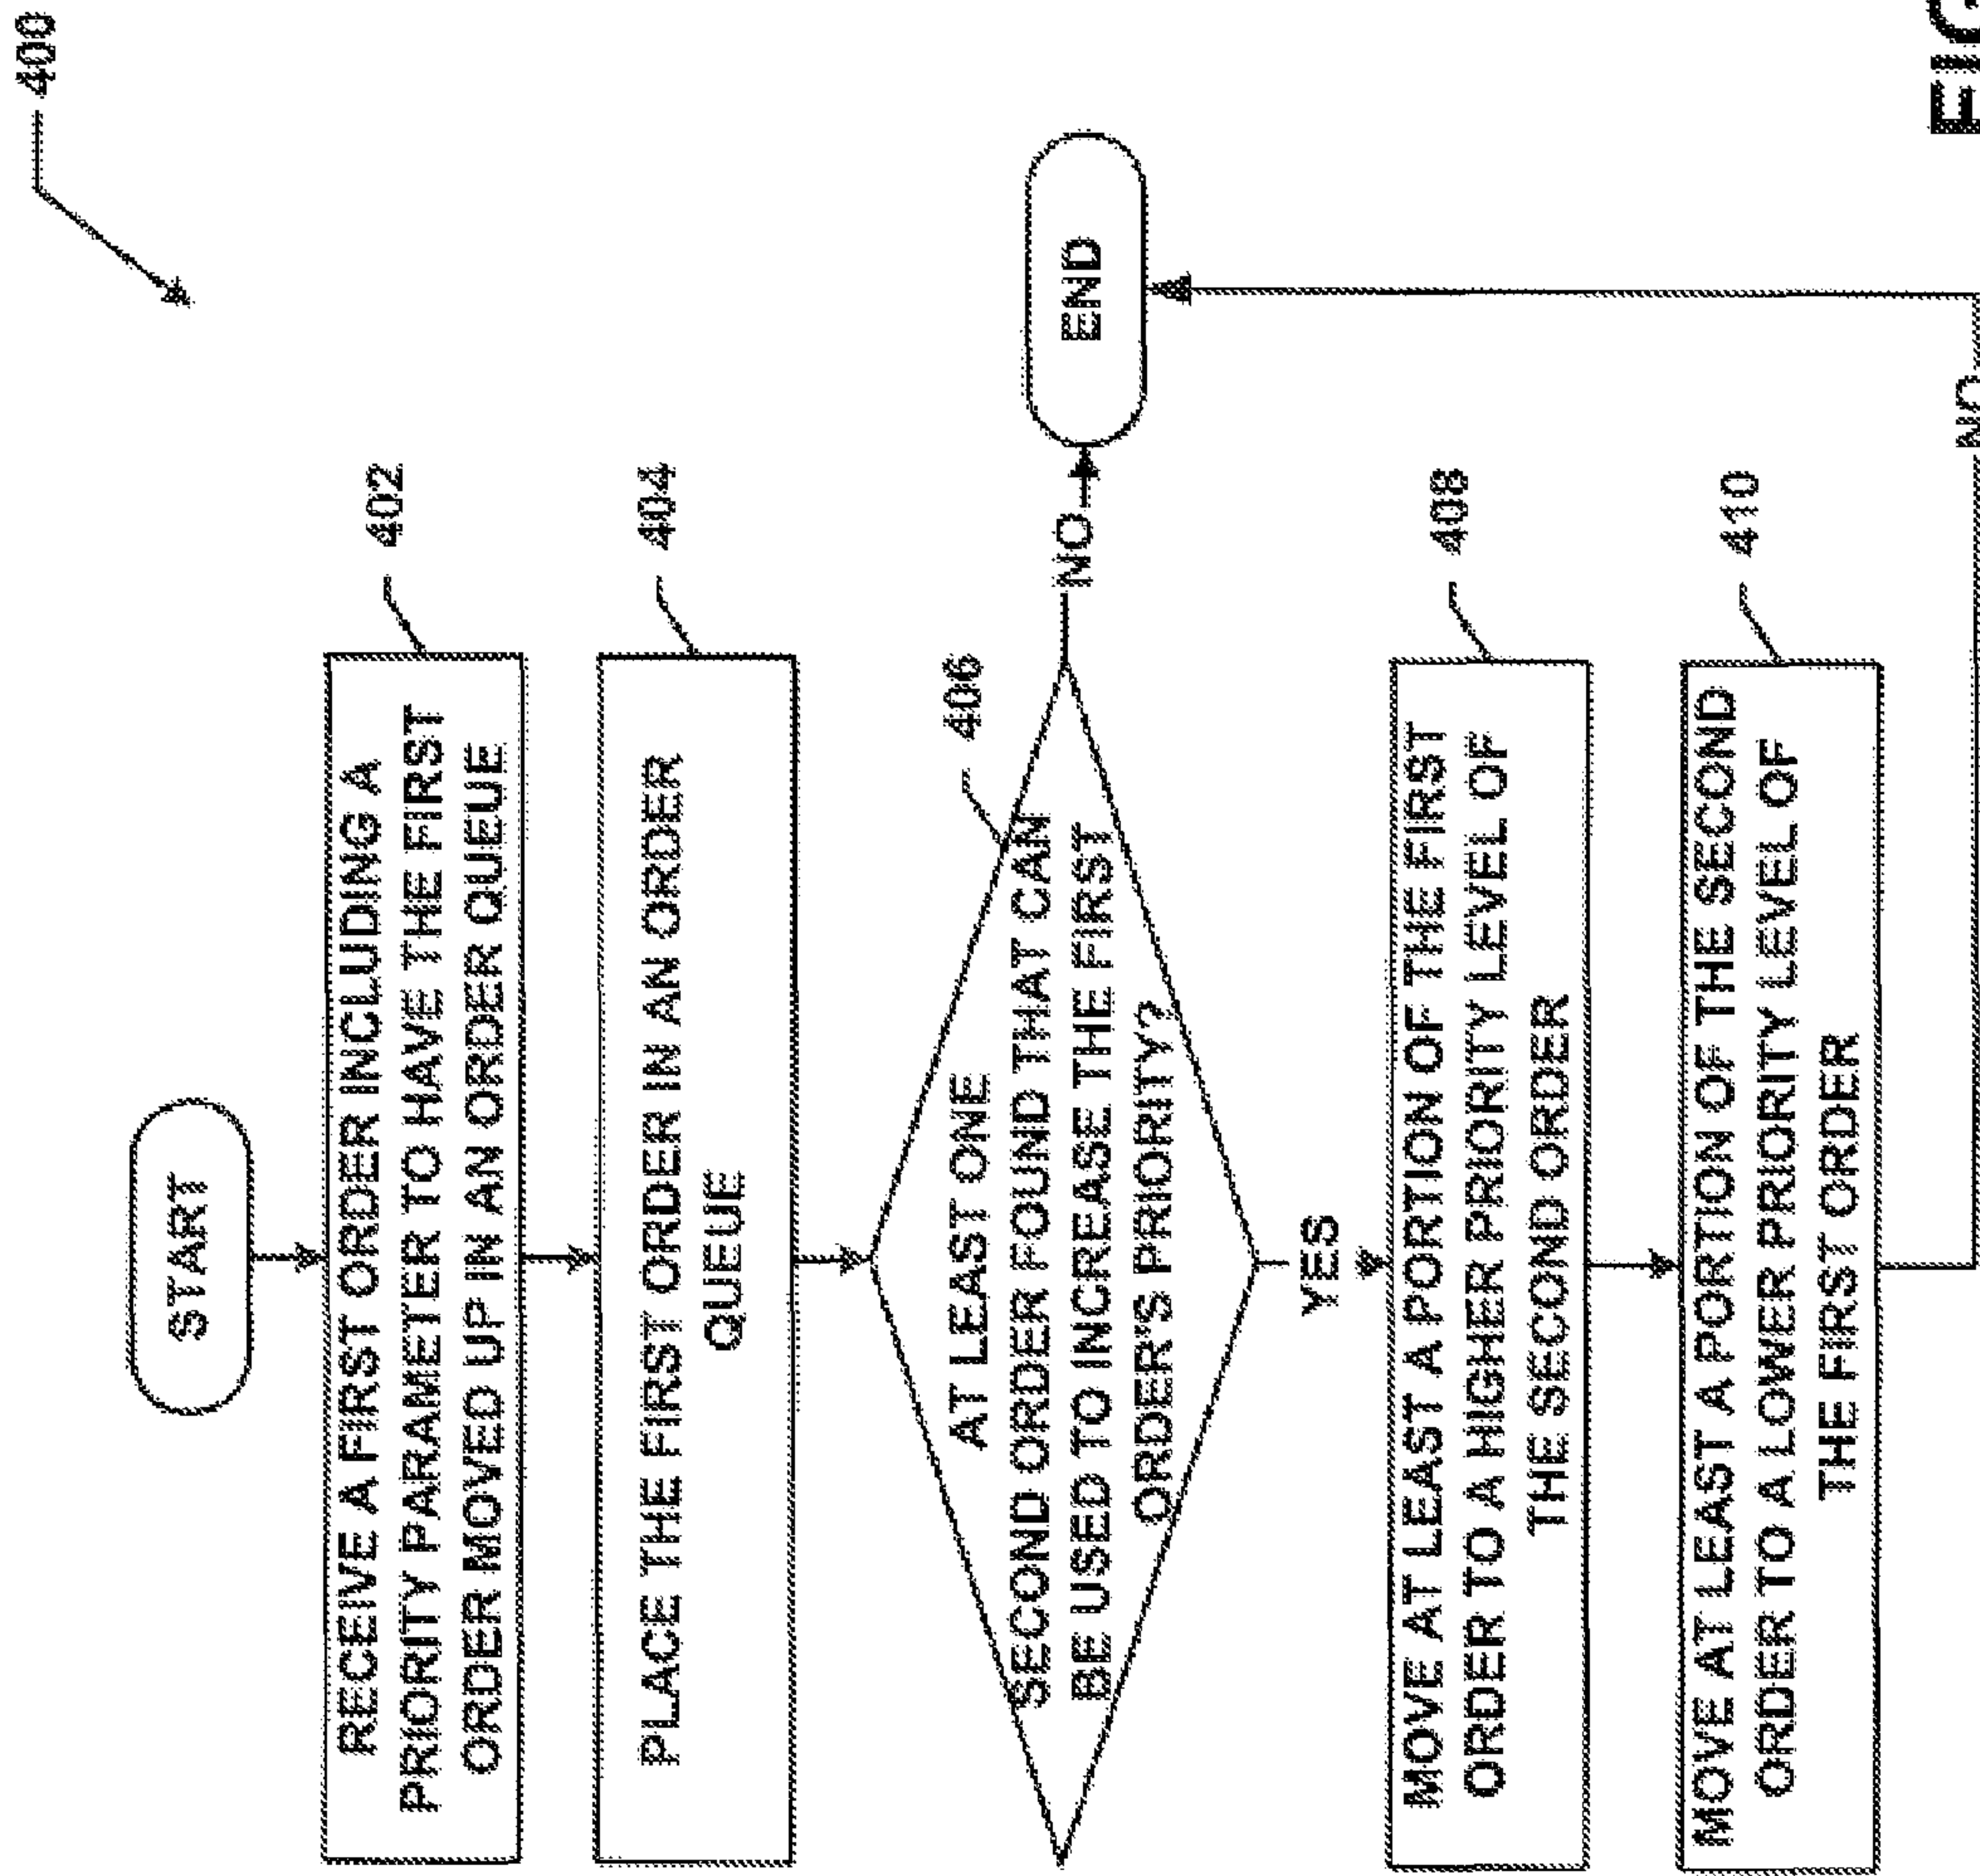 400
START
RECEIVE A FIRST ORDER INCLUDING A
PRIORITY PARAMETER TO HAVE THE FIRST
ORDER MOVED UP IN AN ORDER QUEUE
402
PLACE THE FIRST ORDER IN AN ORDER
QUEUE
404
AT LEAST ONE
SECOND ORDER FOUND THAT CAN
BE USED TO INCREASE THE FIRST
ORDER'S PRIORITY?
406
NO
END
YES
MOVE AT LEAST A PORTION OF THE FIRST
ORDER TO A HIGHER PRIORITY LEVEL OF
THE SECOND ORDER
408
MOVE AT LEAST A PORTION OF THE SECOND
ORDER TO A LOWER PRIORITY LEVEL OF
THE FIRST ORDER
410
NO